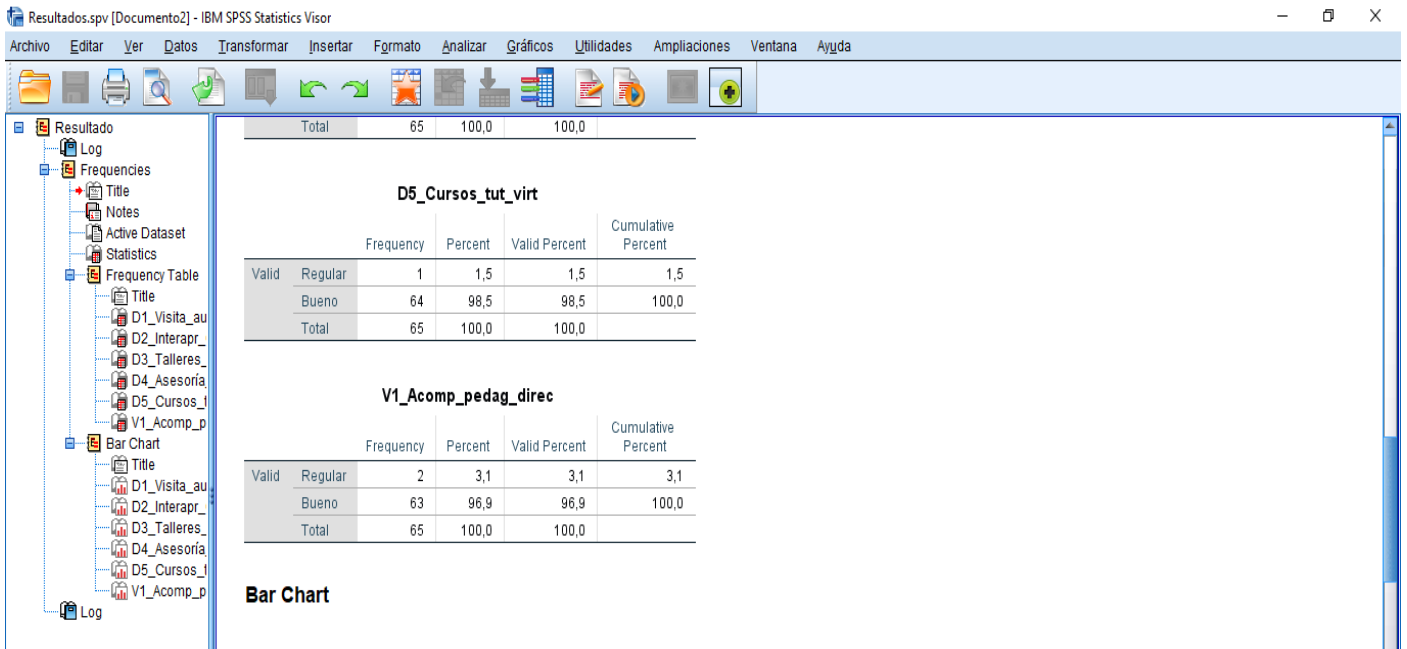 Resultados.spv [Documento2] - IBM SPSS Statistics Visor
Archivo Editar Ver Datos Transformar Insertar Formato Analizar Gráficos Utilidades Ampliaciones Ventana Ayuda
Resultado
Log
Frequencies
Title
Notes
Active Dataset
Statistics
Frequency Table
Title
D1_Visita_au
D2_Interapr_
D3_Talleres_
D4_Asesoría_
D5_Cursos_t
V1_Acomp_p
Bar Chart
Title
D1_Visita_au
D2_Interapr_
D3_Talleres_
D4_Asesoría_
D5_Cursos_t
V1_Acomp_p
Log
Total 65 100,0 100,0
D5_Cursos_tut_virt
Frequency Percent Valid Percent Cumulative Percent
Valid Regular 1 1,5 1,5 1,5
Bueno 64 98,5 98,5 100,0
Total 65 100,0 100,0
V1_Acomp_pedag_direc
Frequency Percent Valid Percent Cumulative Percent
Valid Regular 2 3,1 3,1 3,1
Bueno 63 96,9 96,9 100,0
Total 65 100,0 100,0
Bar Chart